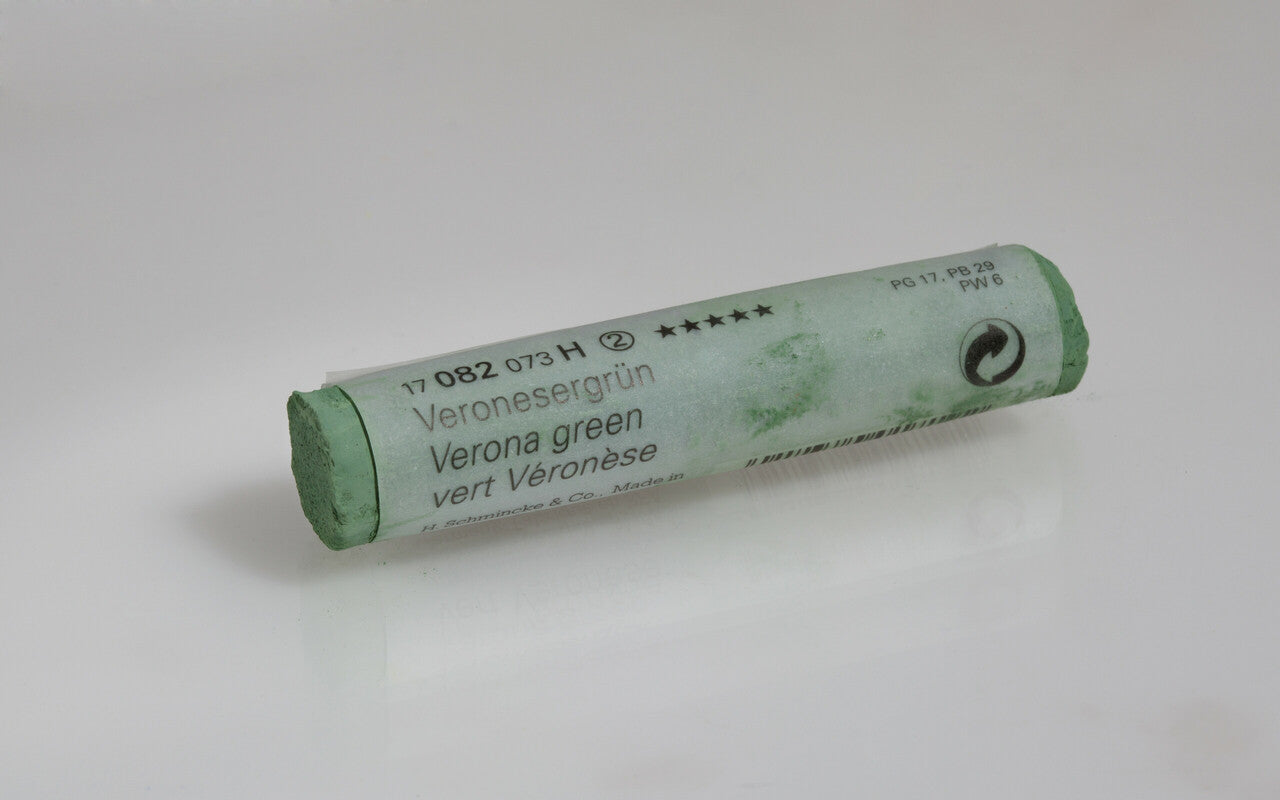 17 082 073 H ② ★★★★★
Veronesergrün
Verona green
vert Véronèse
H. Schmincke & Co., Made in
PG 17, PB 29
PW 6